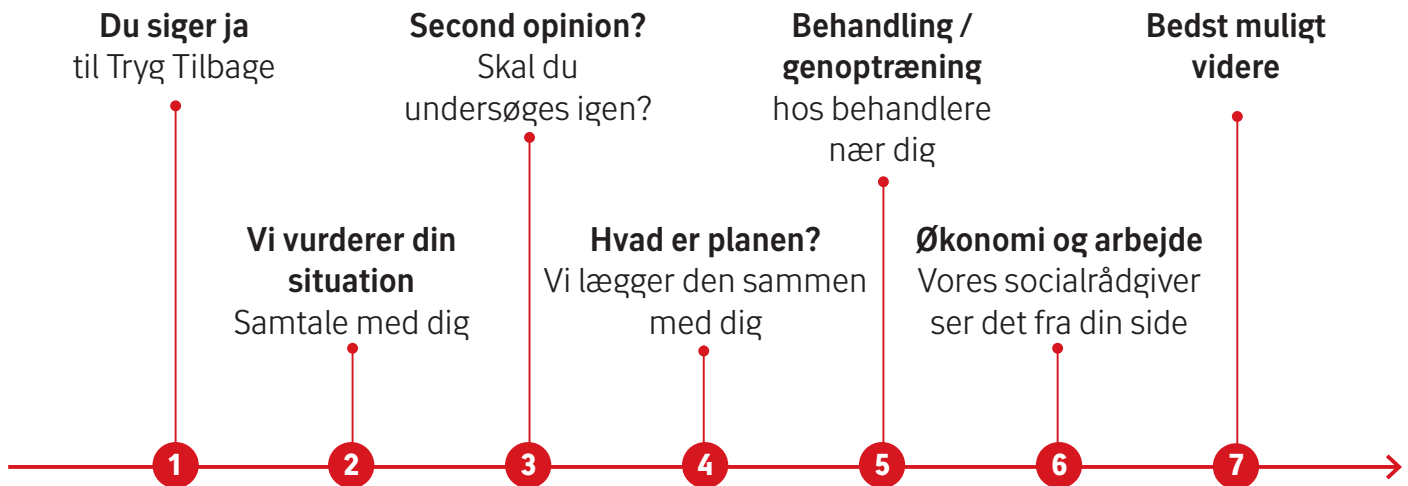 Du siger ja
til Tryg Tilbage
Vi vurderer din
situation
Samtale med dig
Second opinion?
Skal du
undersøges igen?
Hvad er planen?
Vi lægger den sammen
med dig
Behandling /
genoptræning
hos behandlere
nær dig
Økonomi og arbejde
Vores socialrådgiver
ser det fra din side
Bedst muligt
videre
1
2
3
4
5
6
7